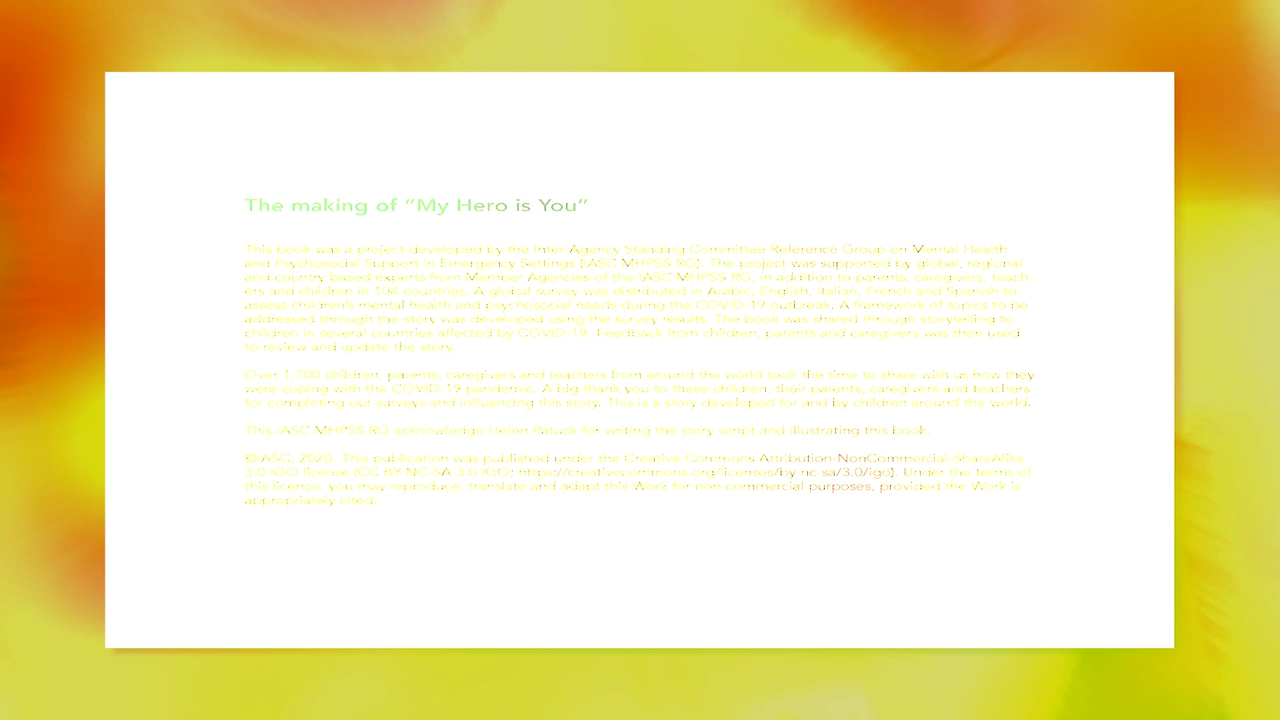 The making of “My Hero is You”
This book was a project developed by the Inter-Agency Standing Committee Reference Group on Mental Health
and Psychosocial Support in Emergency Settings (IASC MHPSS RG). The project was supported by global, regional
and country based experts from Member Agencies of the IASC MHPSS RG, in addition to parents, caregivers, teach-
ers and children in 104 countries. A global survey was distributed in Arabic, English, Italian, French and Spanish to
assess children's mental health and psychosocial needs during the COVID-19 outbreak. A framework of topics to be
addressed through the story was developed using the survey results. The book was shared through storytelling to
children in several countries affected by COVID-19. Feedback from children, parents and caregivers was then used
to review and update the story.
Over 1,700 children, parents, caregivers and teachers from around the world took the time to share with us how they
were coping with the COVID-19 pandemic. A big thank you to these children, their parents, caregivers and teachers
for completing our surveys and influencing this story. This is a story developed for and by children around the world.
This IASC MHPSS RG acknowledge Helen Patuck for writing the story script and illustrating this book.
©IASC, 2020. This publication was published under the Creative Commons Attribution-NonCommercial-ShareAlike
3.0 IGO license (CC BY-NC-SA 3.0 IGO; https://creativecommons.org/licenses/by-nc-sa/3.0/igo). Under the terms of
this licence, you may reproduce, translate and adapt this Work for non-commercial purposes, provided the Work is
appropriately cited.